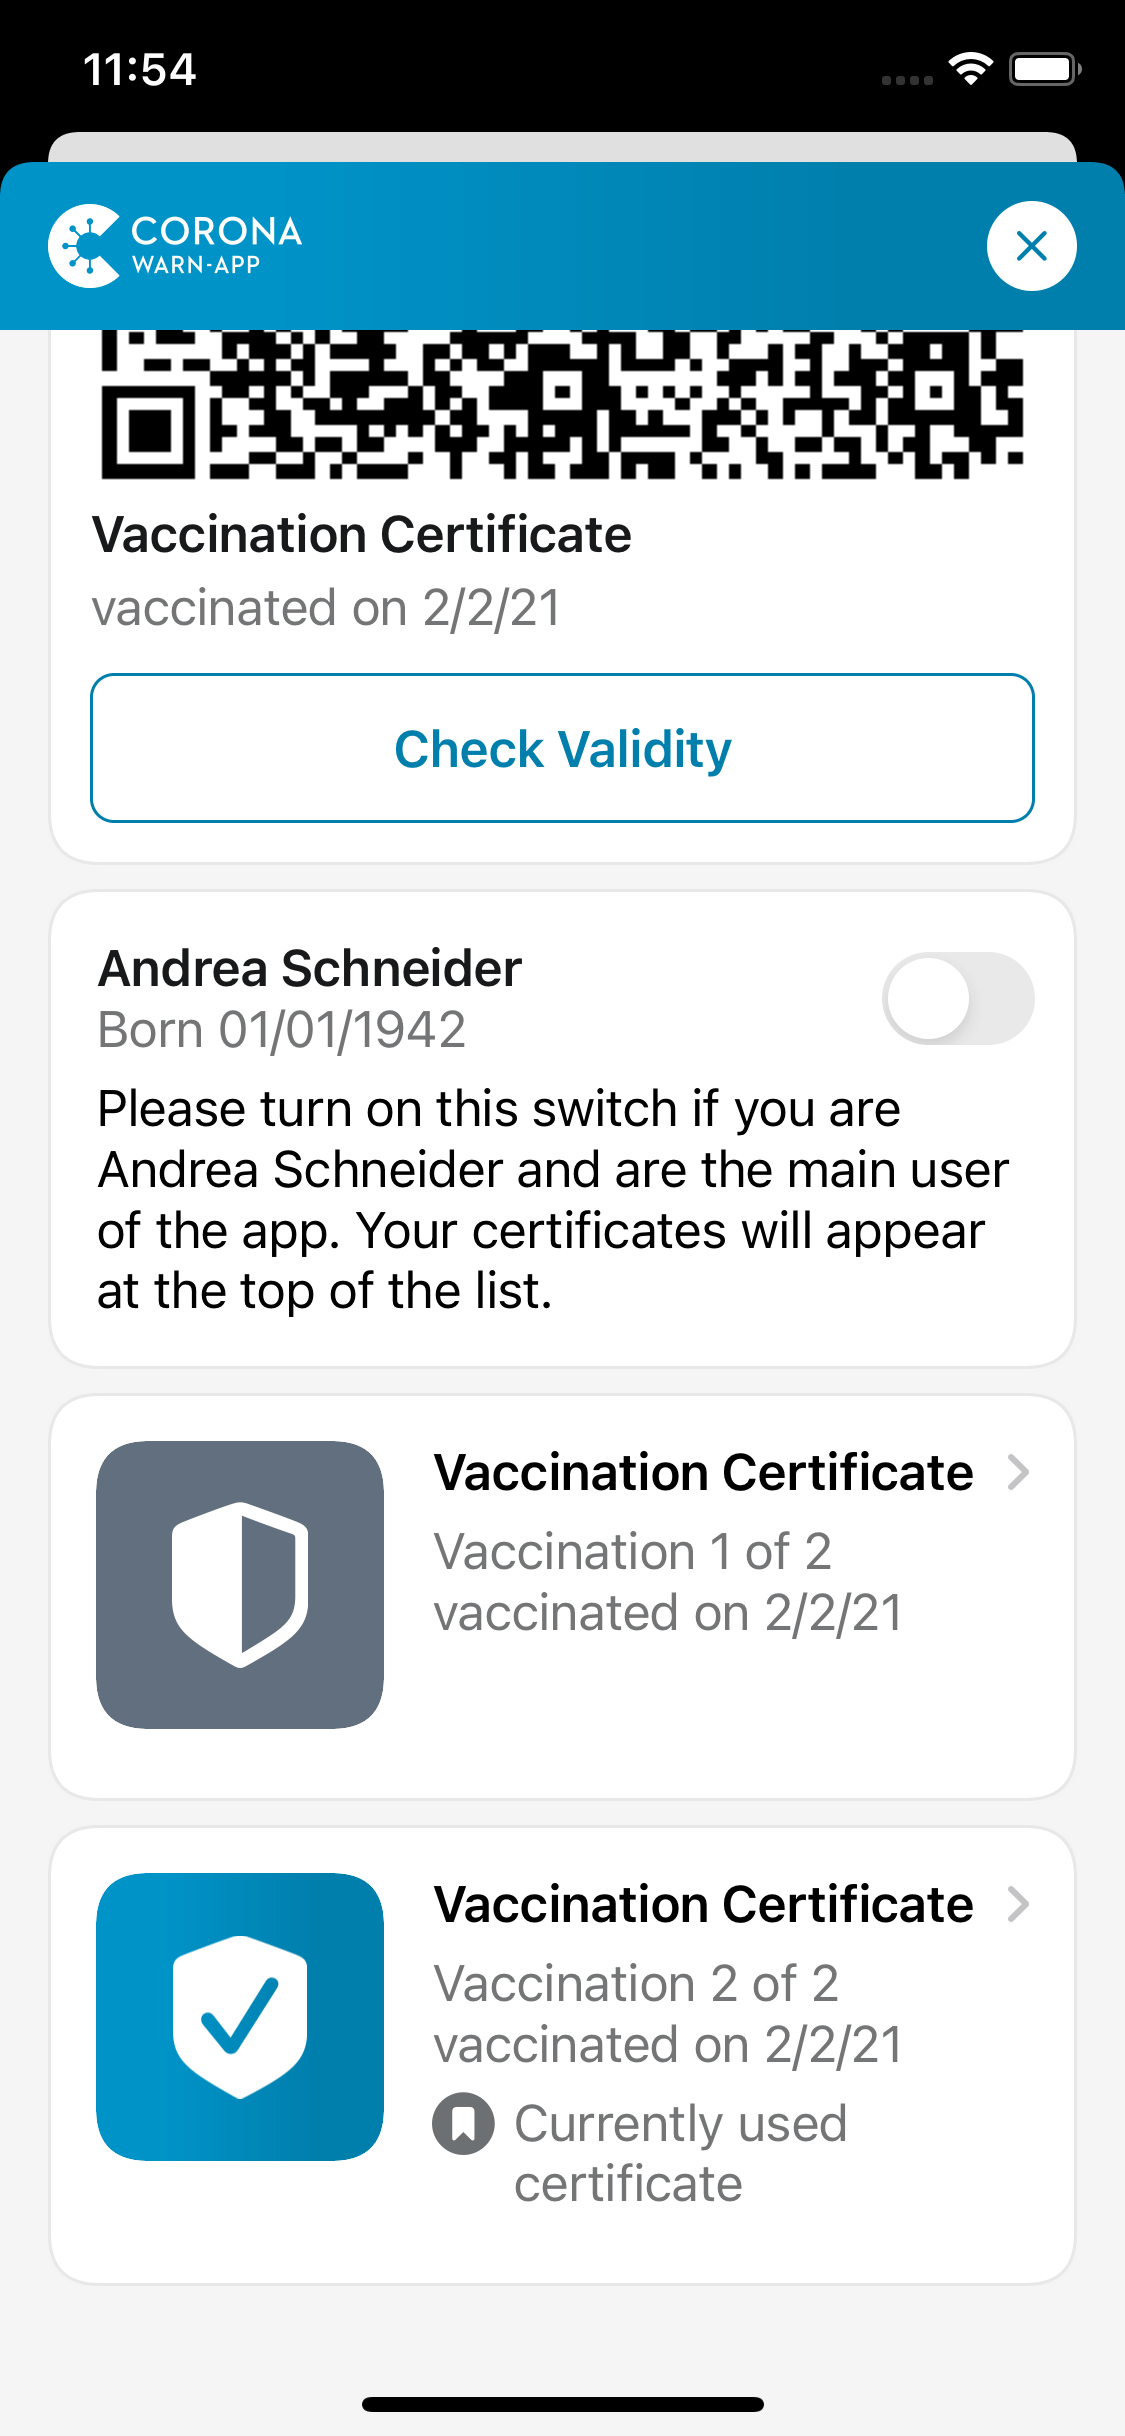 11:54
CORONA
WARN-APP
Vaccination Certificate
vaccinated on 2/2/21
Check Validity
Andrea Schneider
Born 01/01/1942
Please turn on this switch if you are
Andrea Schneider and are the main user
of the app. Your certificates will appear
at the top of the list.
Vaccination Certificate
Vaccination 1 of 2
vaccinated on 2/2/21
Vaccination Certificate
Vaccination 2 of 2
vaccinated on 2/2/21
Currently used
certificate